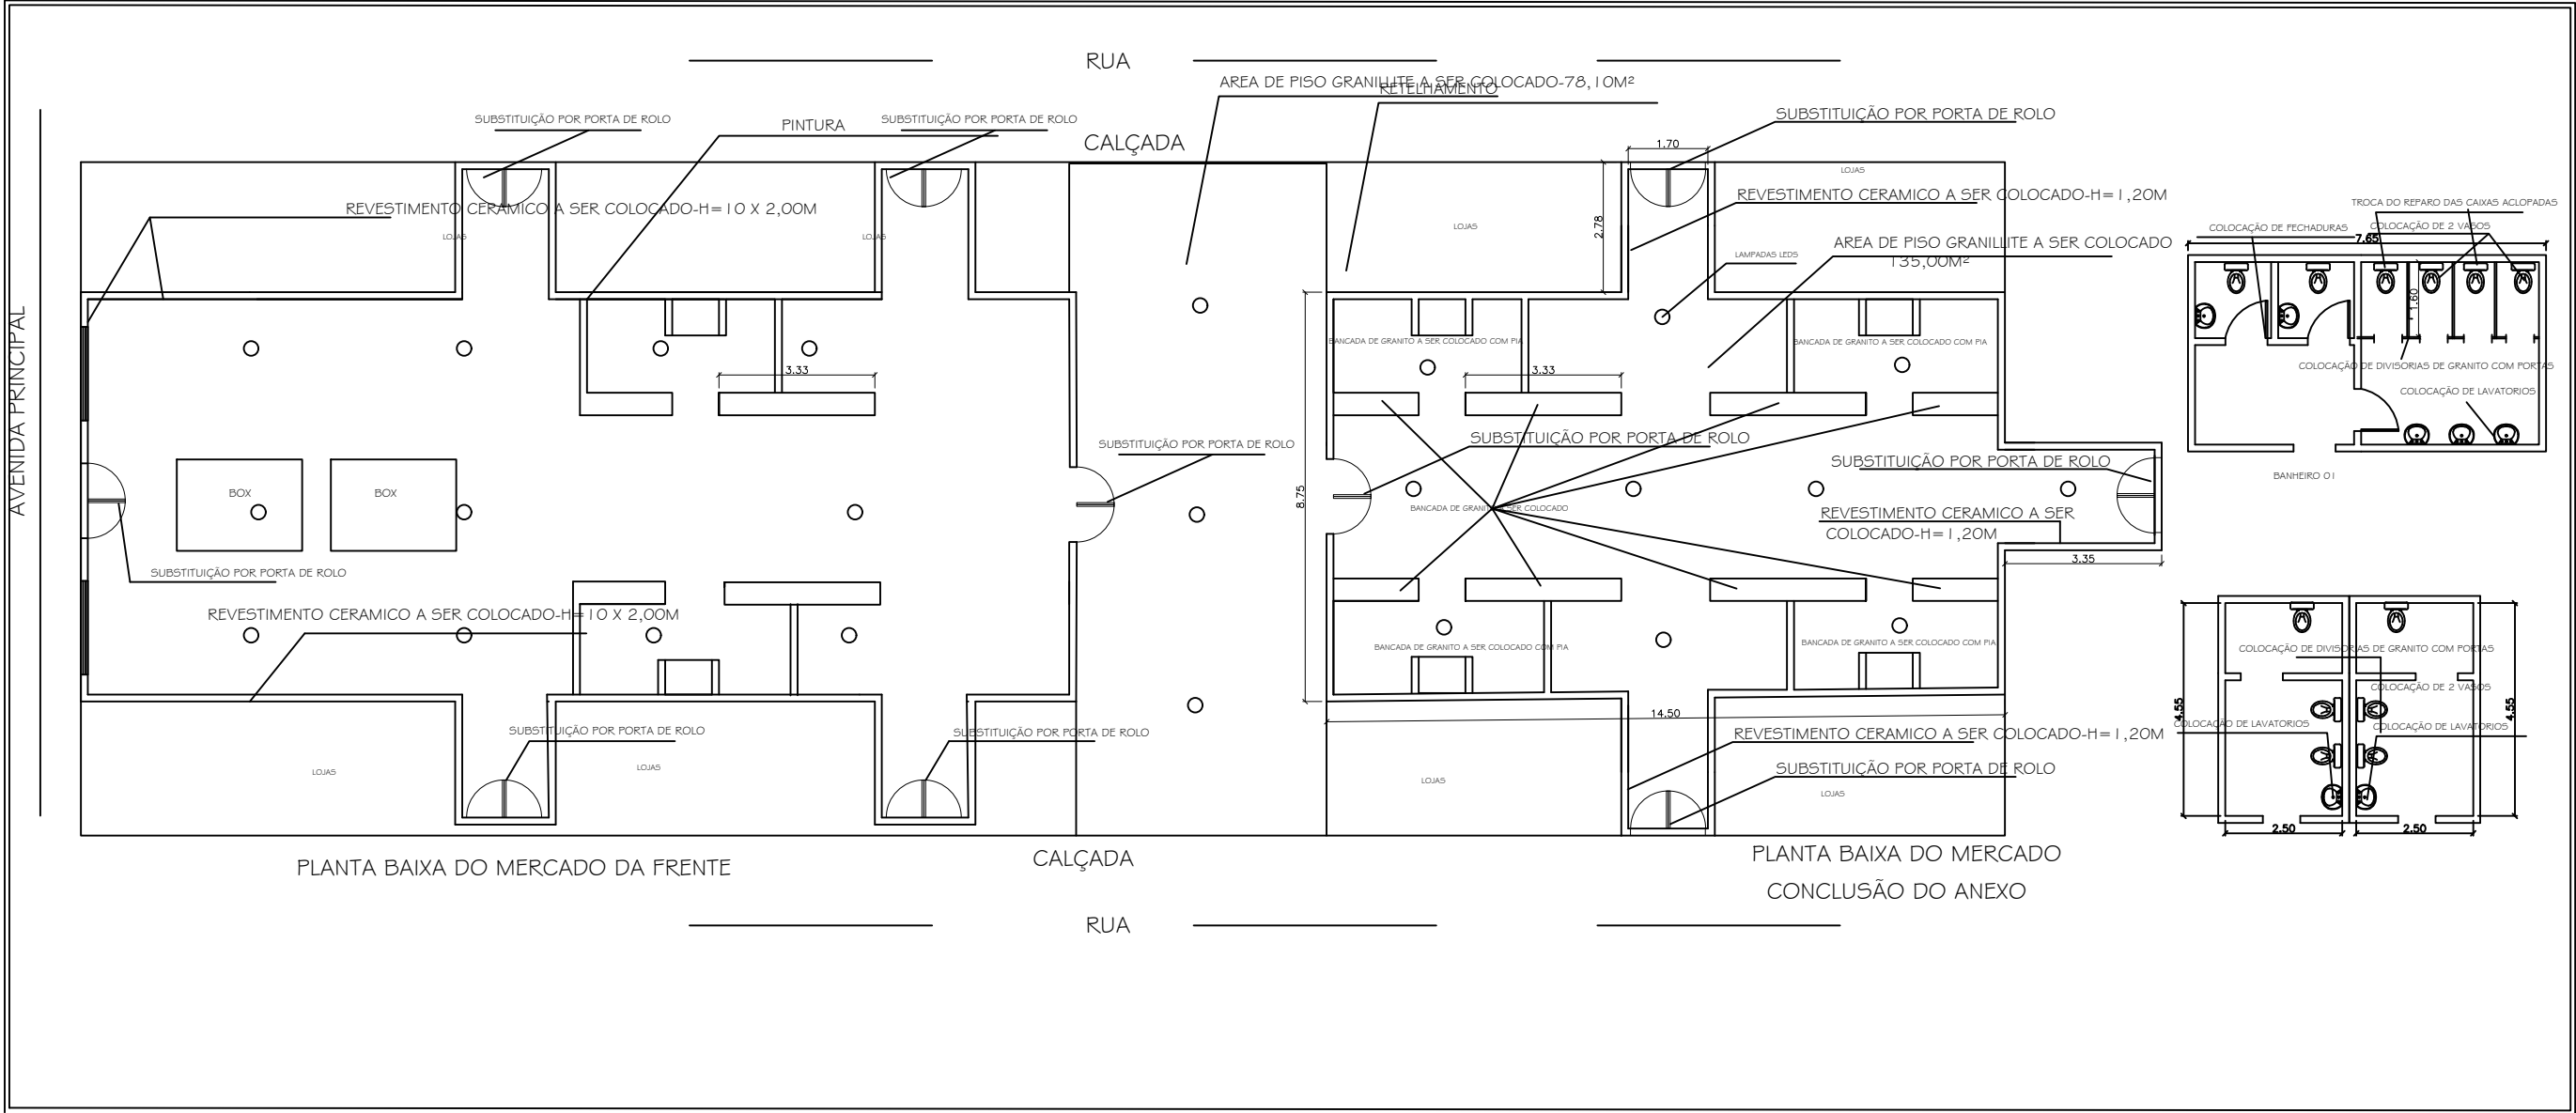 RUA
AREA DE PISO GRANILLITE A SER COLOCADO-78,10M²
RETELHAMENTO
SUBSTITUIÇÃO POR PORTA DE ROLO
PINTURA
SUBSTITUIÇÃO POR PORTA DE ROLO
SUBSTITUIÇÃO POR PORTA DE ROLO
CALÇADA
1.70
LOJAS
REVESTIMENTO CERAMICO A SER COLOCADO-H=10 X 2,00M
LOJAS
LOJAS
LOJAS
2.78
REVESTIMENTO CERAMICO A SER COLOCADO-H=1,20M
AREA DE PISO GRANILLITE A SER COLOCADO
135,00M²
LAMPADAS LEDS
TROCA DO REPARO DAS CAIXAS ACLOPADAS
COLOCAÇÃO DE FECHADURAS
COLOCAÇÃO DE 2 VASOS
7.65
1.60
COLOCAÇÃO DE DIVISORIAS DE GRANITO COM PORTAS
COLOCAÇÃO DE LAVATORIOS
BANHEIRO 01
AVENIDA PRINCIPAL
BANCADA DE GRANITO A SER COLOCADO COM PIA
BANCADA DE GRANITO A SER COLOCADO COM PIA
3.33
3.33
SUBSTITUIÇÃO POR PORTA DE ROLO
SUBSTITUIÇÃO POR PORTA DE ROLO
SUBSTITUIÇÃO POR PORTA DE ROLO
BOX
BOX
8.75
BANCADA DE GRANITO A SER COLOCADO
REVESTIMENTO CERAMICO A SER
COLOCADO-H=1,20M
3.35
SUBSTITUIÇÃO POR PORTA DE ROLO
REVESTIMENTO CERAMICO A SER COLOCADO-H=10 X 2,00M
BANCADA DE GRANITO A SER COLOCADO COM PIA
BANCADA DE GRANITO A SER COLOCADO COM PIA
14.50
COLOCAÇÃO DE DIVISORIAS DE GRANITO COM PORTAS
COLOCAÇÃO DE 2 VASOS
4.55
4.55
COLOCAÇÃO DE LAVATORIOS
COLOCAÇÃO DE LAVATORIOS
2.50
2.50
SUBSTITUIÇÃO POR PORTA DE ROLO
SUBSTITUIÇÃO POR PORTA DE ROLO
REVESTIMENTO CERAMICO A SER COLOCADO-H=1,20M
SUBSTITUIÇÃO POR PORTA DE ROLO
LOJAS
LOJAS
LOJAS
LOJAS
PLANTA BAIXA DO MERCADO DA FRENTE
CALÇADA
PLANTA BAIXA DO MERCADO
CONCLUSÃO DO ANEXO
RUA